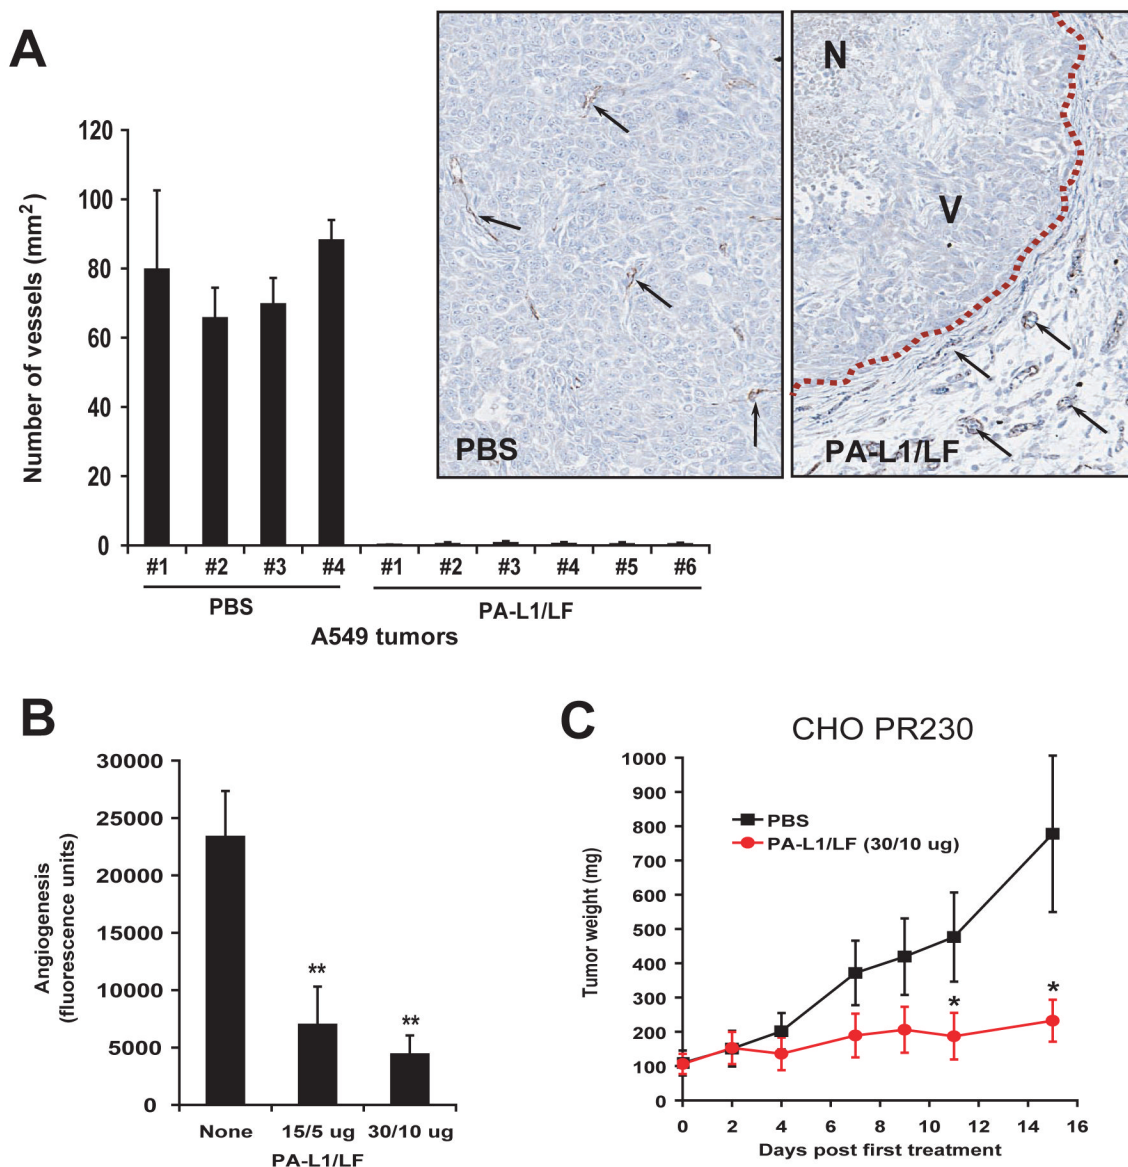 A
Number of vessels (mm²)
120
100
80
60
40
20
0
#1 #2 #3 #4 #1 #2 #3 #4 #5 #6
PBS PA-L1/LF
A549 tumors
PBS
N
V
PA-L1/LF
B
Angiogenesis
(fluorescence units)
30000
25000
20000
15000
10000
5000
0
**
**
None 15/5 ug 30/10 ug
PA-L1/LF
C
CHO PR230
Tumor weight (mg)
1000
900
800
700
600
500
400
300
200
100
0
PBS
PA-L1/LF (30/10 ug)
*
*
0 2 4 6 8 10 12 14 16
Days post first treatment